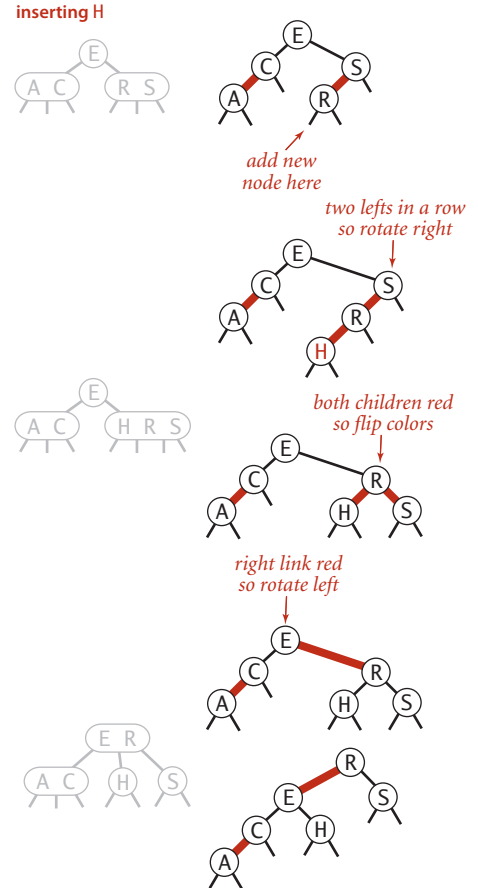 inserting H
E
A C
R S
E
C
S
A
R
add new
node here
two lefts in a row
so rotate right
E
C
S
A
R
H
E
A C
H R S
both children red
so flip colors
E
C
R
A
H
S
right link red
so rotate left
E
C
R
A
H
S
E R
A C
H
S
R
E
S
C
H
A